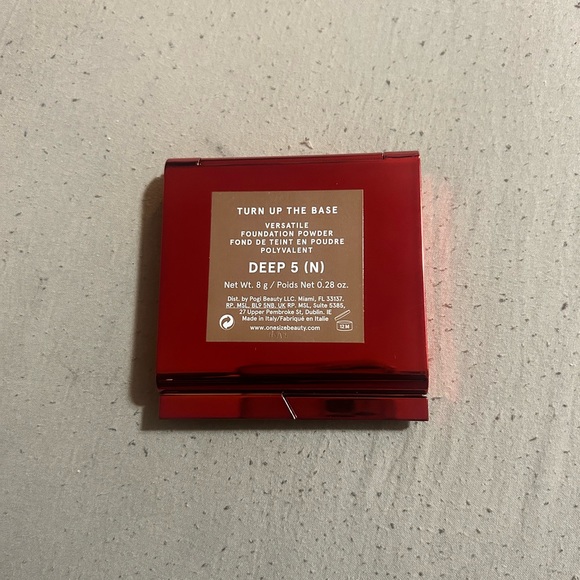 TURN UP THE BASE
VERSATILE
FOUNDATION POWDER
FOND DE TEINT EN POUDRE
POLYVALENT
DEEP 5 (N)
Net Wt. 8 g / Poids Net 0.28 oz.
Dist. by Pogi Beauty LLC. Miami, FL 33137.
RP, MSL, BL9 5NB, UK RP, MSL, Suite 5385,
27 Upper Pembroke St, Dublin, IE
Made in Italy/Fabriqué en Italie
www.onesizebeauty.com
12 M